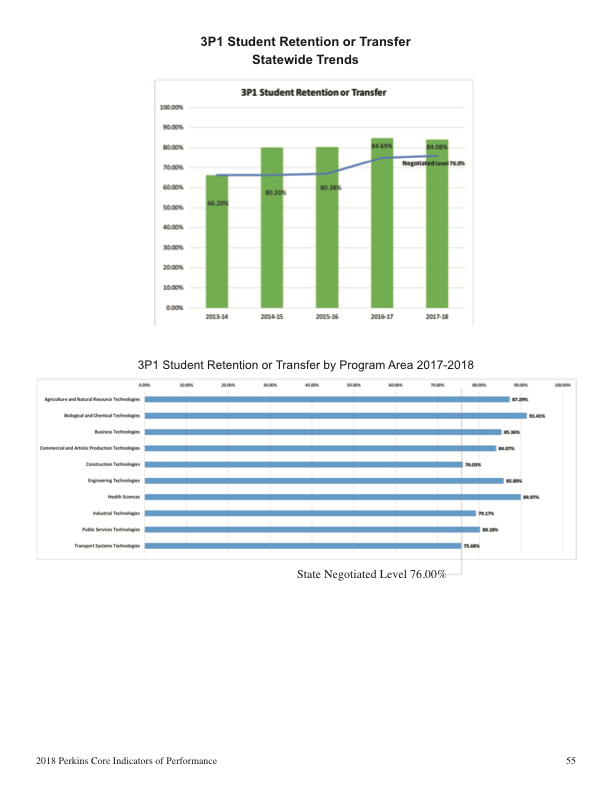 3P1 Student Retention or Transfer
Statewide Trends
3P1 Student Retention or Transfer
100.00%
90.00%
80.00%
70.00%
60.00%
50.00%
40.00%
30.00%
20.00%
10.00%
0.00%
66.20%
80.20%
80.38%
84.69%
84.08%
Negotiated Level 76.0%
2013-14 2014-15 2015-16 2016-17 2017-18
3P1 Student Retention or Transfer by Program Area 2017-2018
0.00% 10.00% 20.00% 30.00% 40.00% 50.00% 60.00% 70.00% 80.00% 90.00% 100.00%
Agriculture and Natural Resource Technologies 87.29%
Biological and Chemical Technologies 91.41%
Business Technologies 85.36%
Commercial and Artistic Production Technologies 84.07%
Construction Technologies 76.03%
Engineering Technologies 85.89%
Health Sciences 89.97%
Industrial Technologies 79.17%
Public Services Technologies 80.18%
Transport Systems Technologies 75.68%
State Negotiated Level 76.00%
2018 Perkins Core Indicators of Performance 55